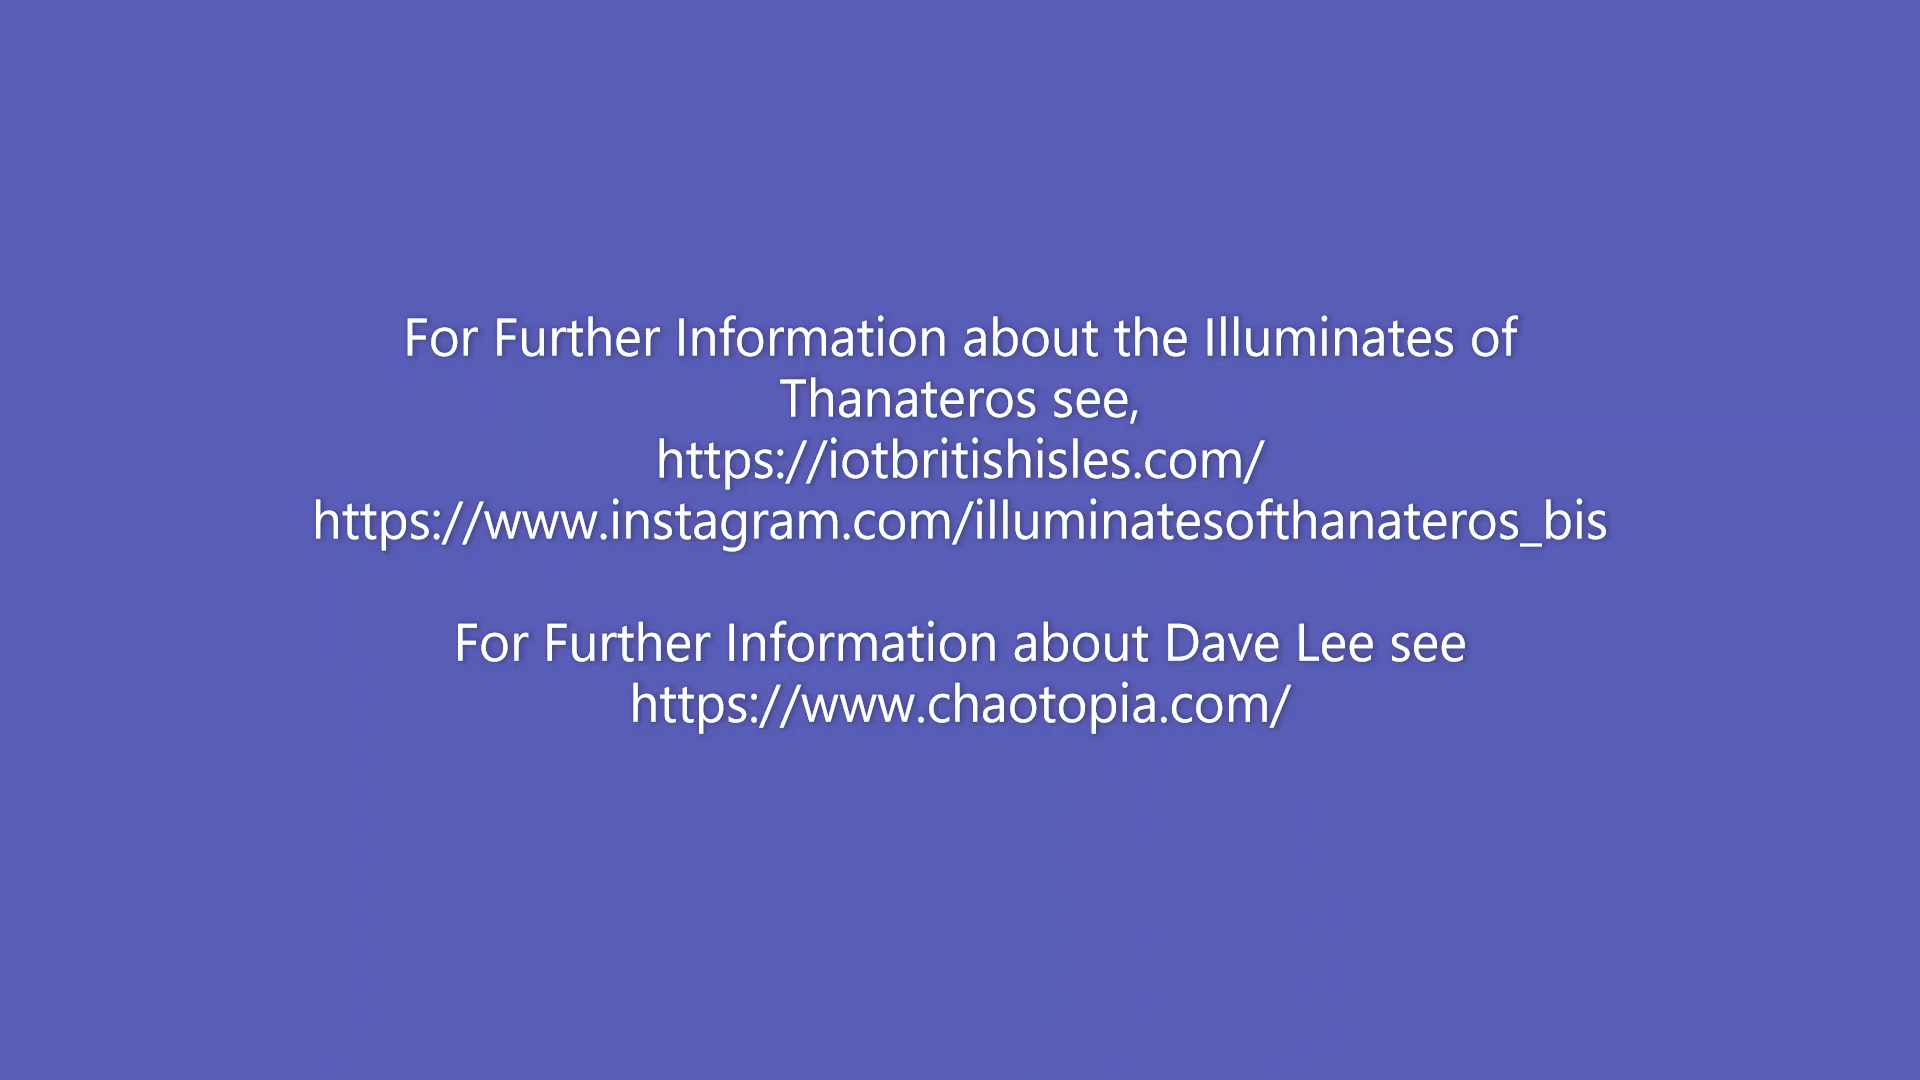 For Further Information about the Illuminates of
Thanateros see,
https://iotbritishisles.com/
https://www.instagram.com/illuminatesofthanateros_bis
For Further Information about Dave Lee see
https://www.chaotopia.com/